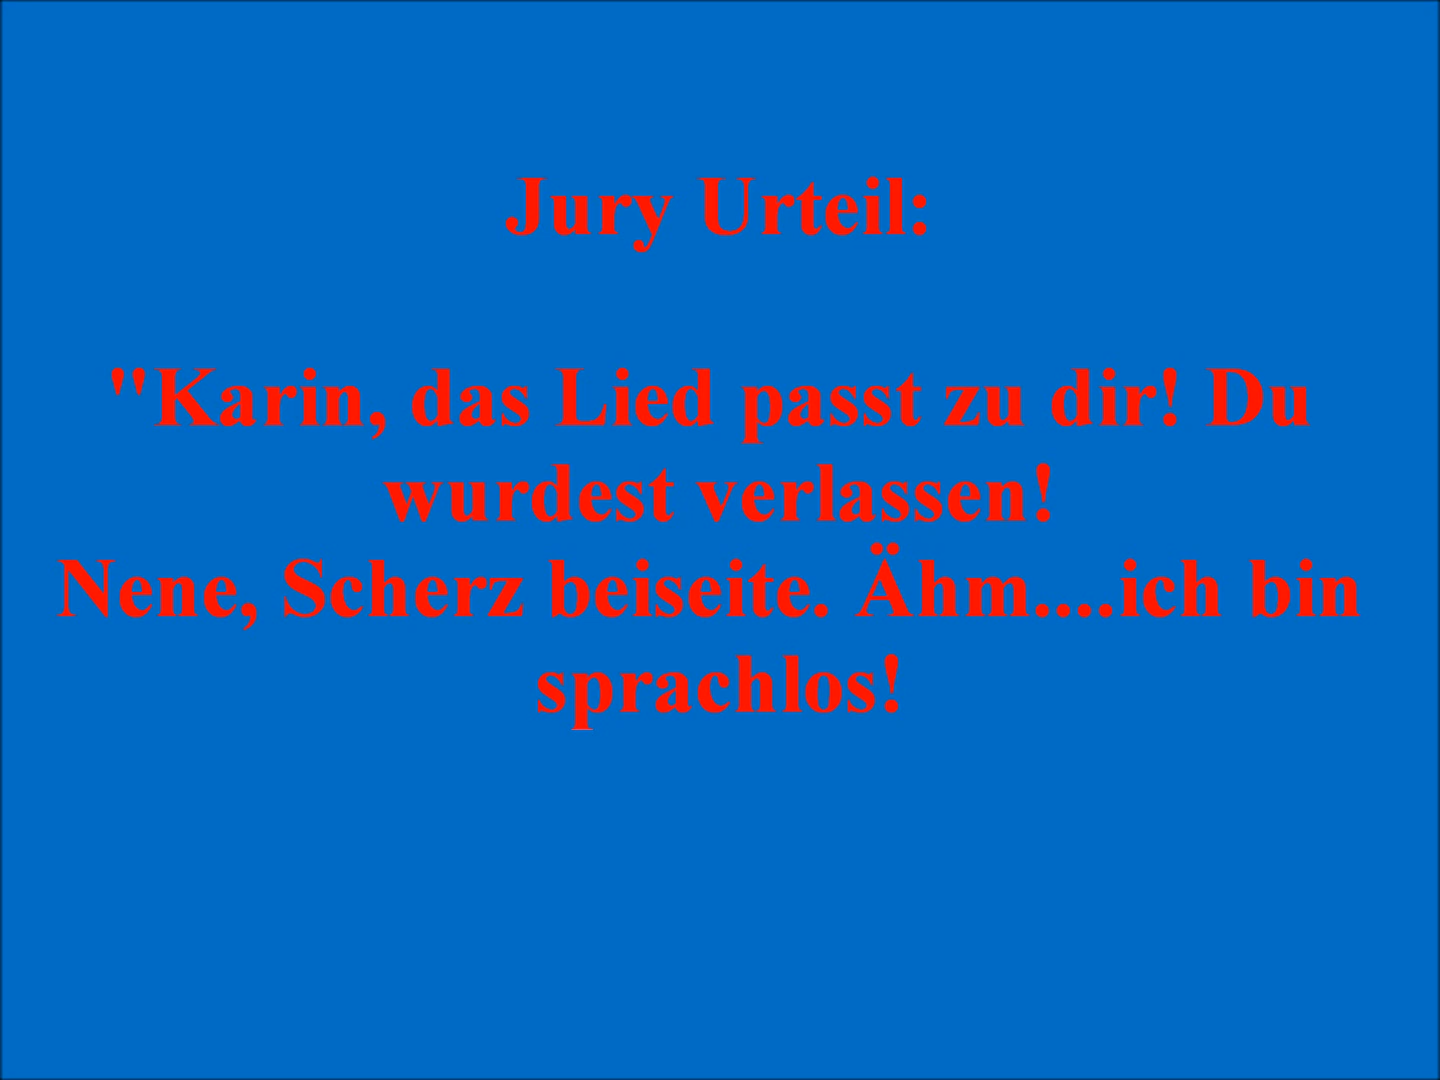 Jury Urteil:
"Karin, das Lied passt zu dir! Du
wurdest verlassen!
Nene, Scherz beiseite. Ähm....ich bin
sprachlos!